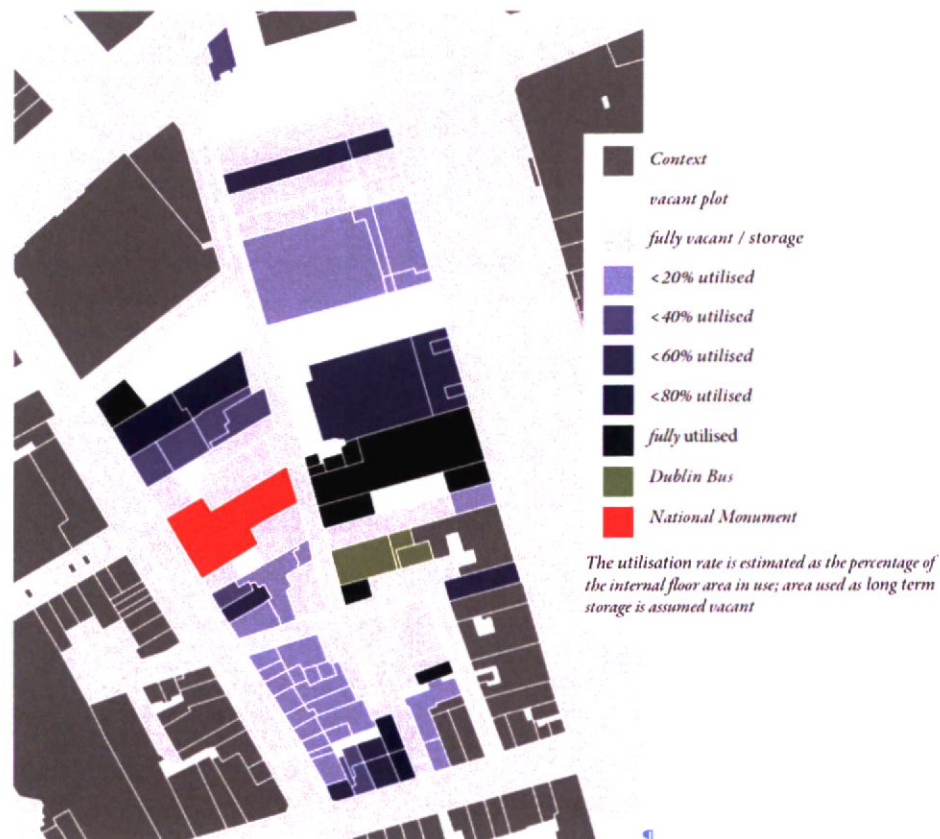 Context
vacant plot
fully vacant / storage
<20% utilised
<40% utilised
<60% utilised
<80% utilised
fully utilised
Dublin Bus
National Monument
The utilisation rate is estimated as the percentage of
the internal floor area in use; area used as long term
storage is assumed vacant
¶